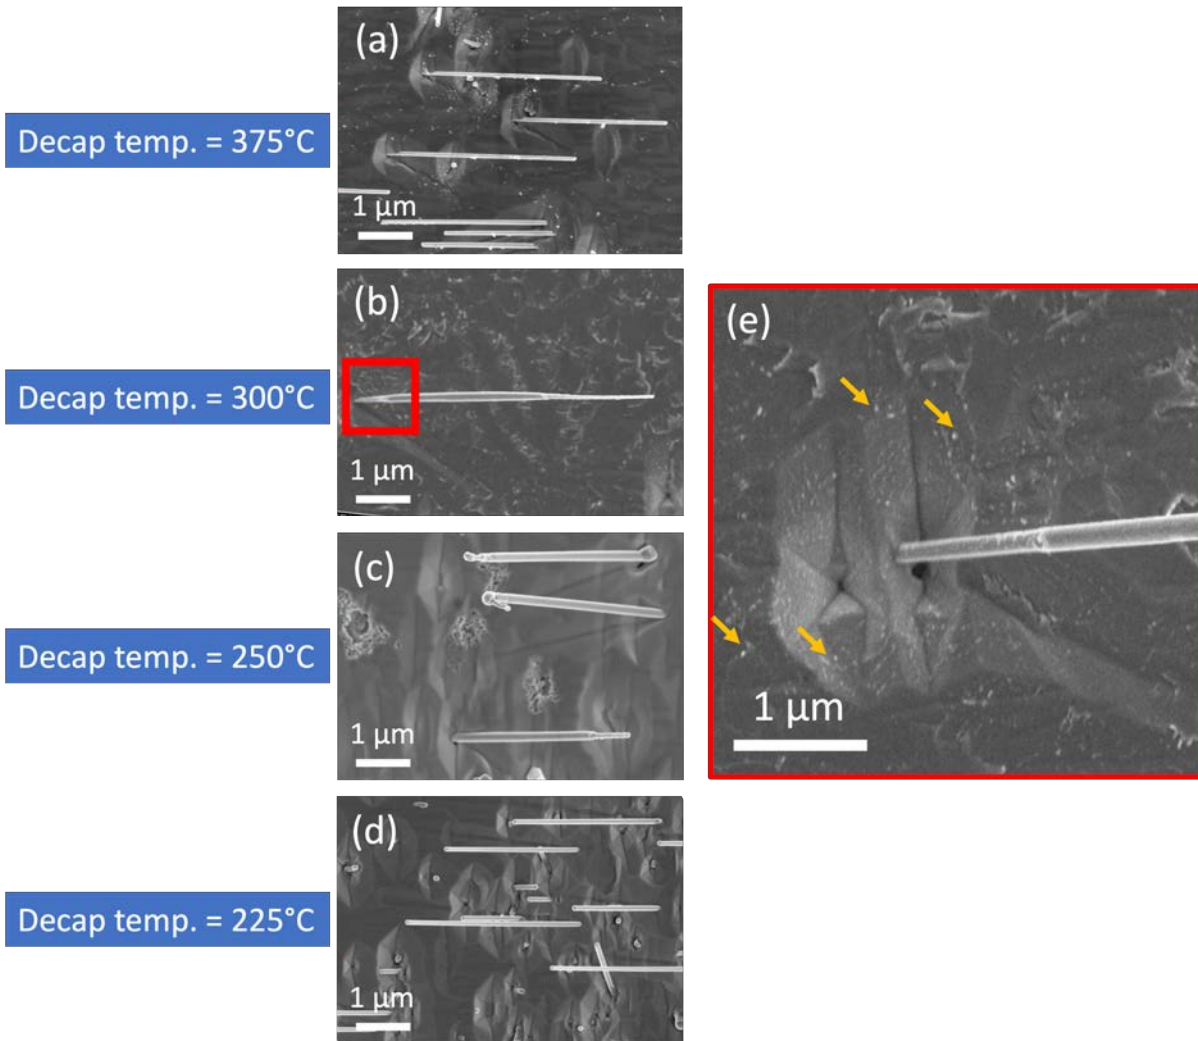 Decap temp. = 375°C
(a)
1 µm
Decap temp. = 300°C
(b)
1 µm
(e)
1 µm
Decap temp. = 250°C
(c)
1 µm
Decap temp. = 225°C
(d)
1 µm